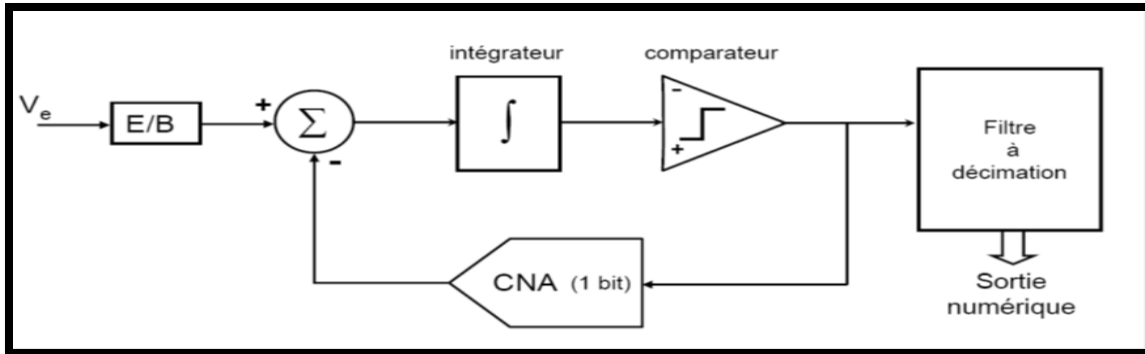 intégrateur
comparateur
Ve
E/B
+
Σ
-
∫
-
+
Filtre
à
décimation
CNA (1 bit)
Sortie
numérique